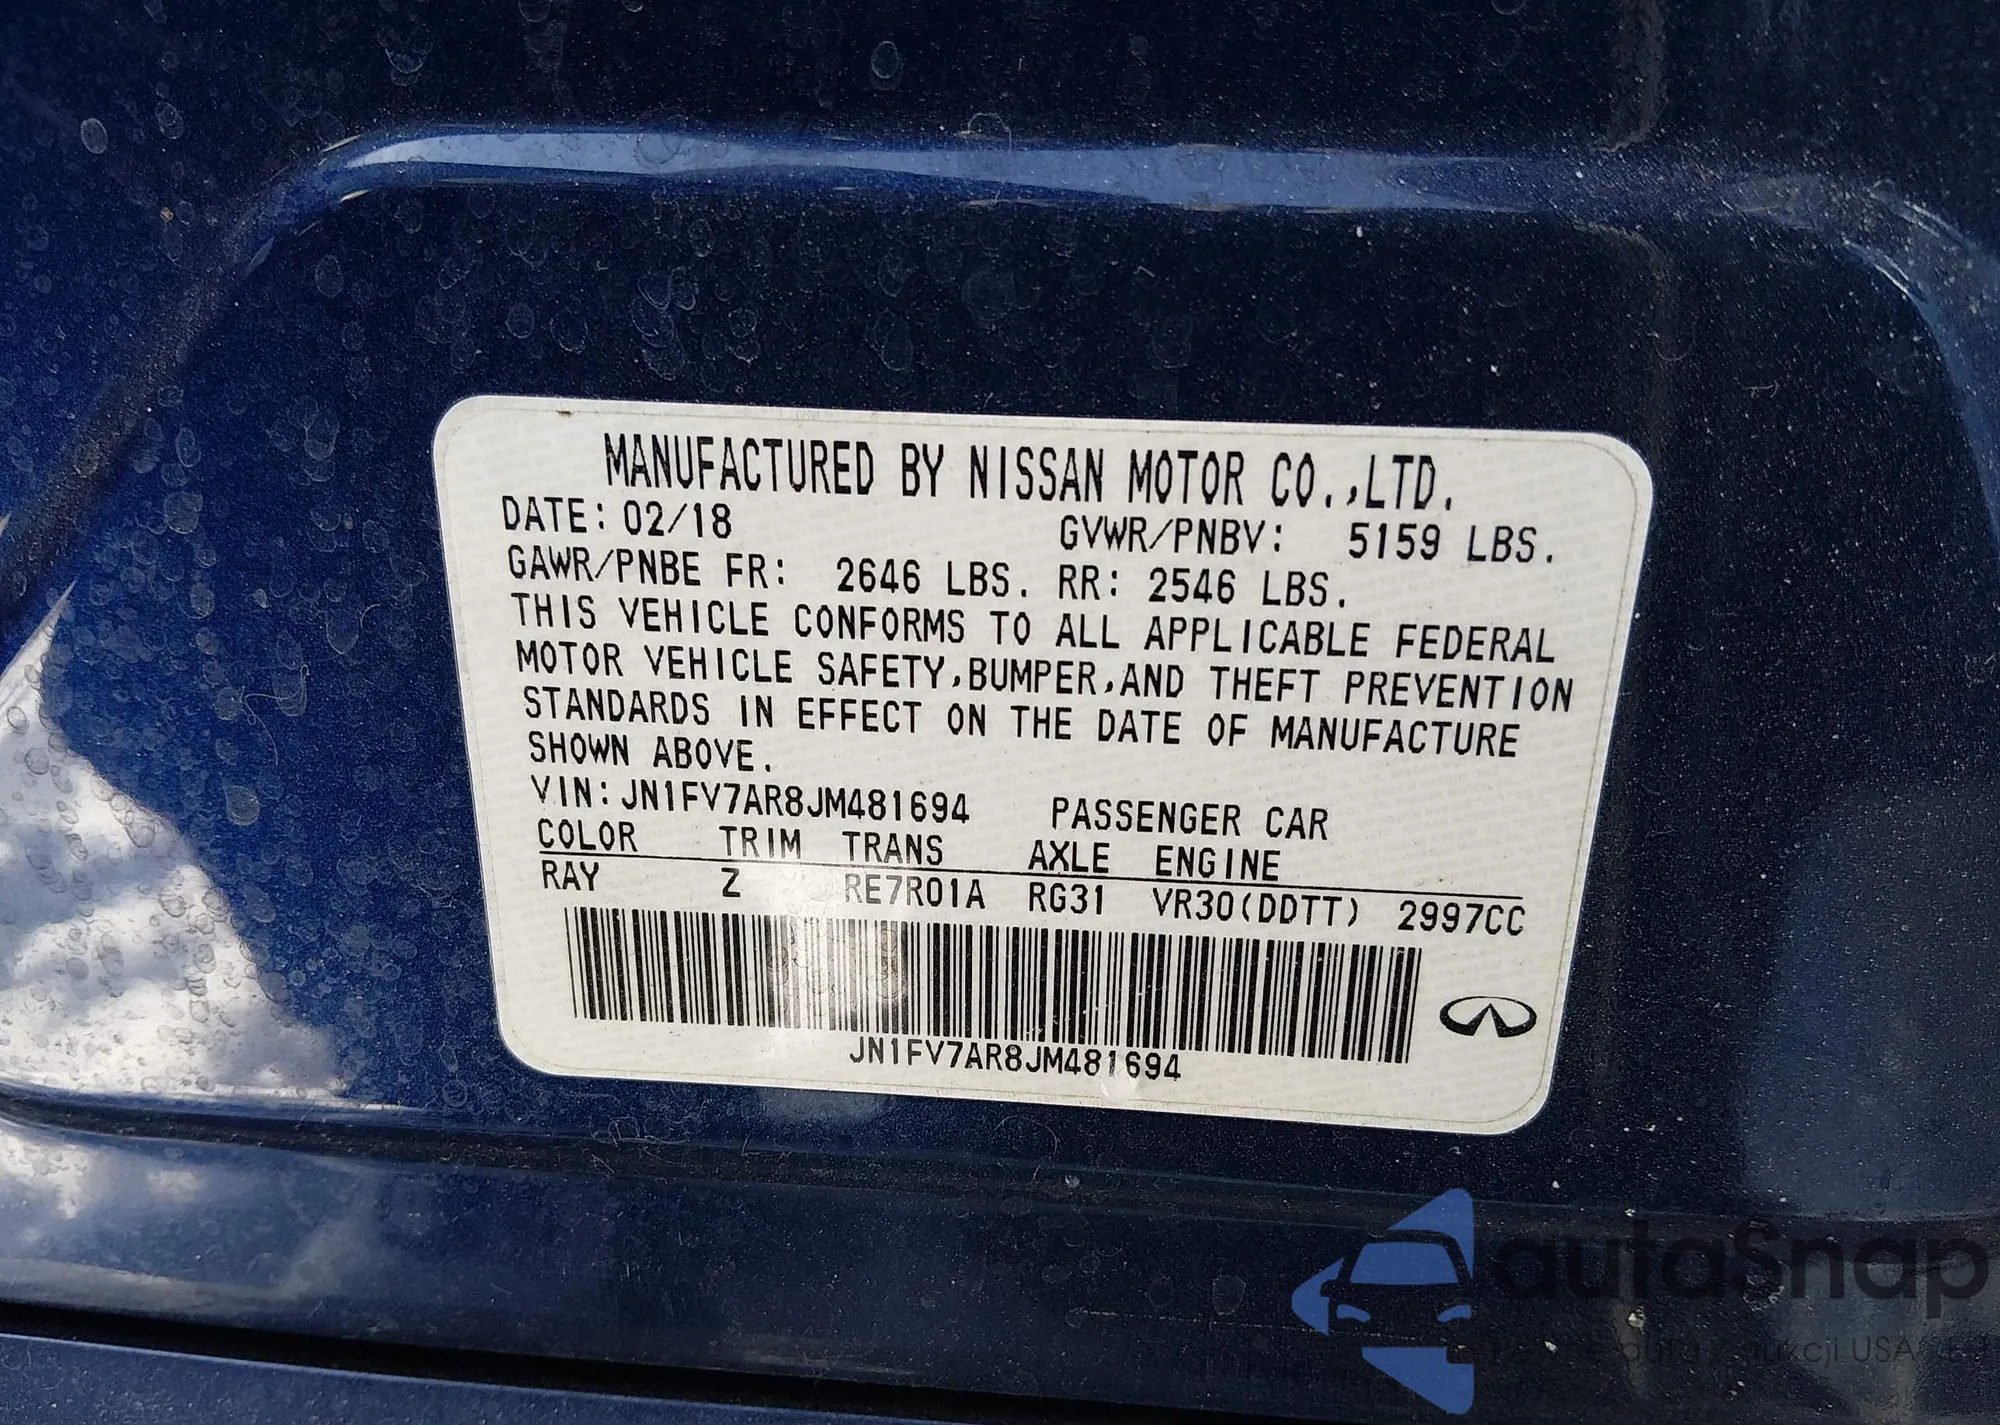 MANUFACTURED BY NISSAN MOTOR CO.,LTD.
DATE: 02/18 GVWR/PNBV: 5159 LBS.
GAWR/PNBE FR: 2646 LBS. RR: 2546 LBS.
THIS VEHICLE CONFORMS TO ALL APPLICABLE FEDERAL
MOTOR VEHICLE SAFETY,BUMPER,AND THEFT PREVENTION
STANDARDS IN EFFECT ON THE DATE OF MANUFACTURE
SHOWN ABOVE.
VIN: JN1FV7AR8JM481694 PASSENGER CAR
COLOR TRIM TRANS AXLE ENGINE
RAY Z RE7R01A RG31 VR30(DDTT) 2997CC
JN1FV7AR8JM481694
autaSnap
USA